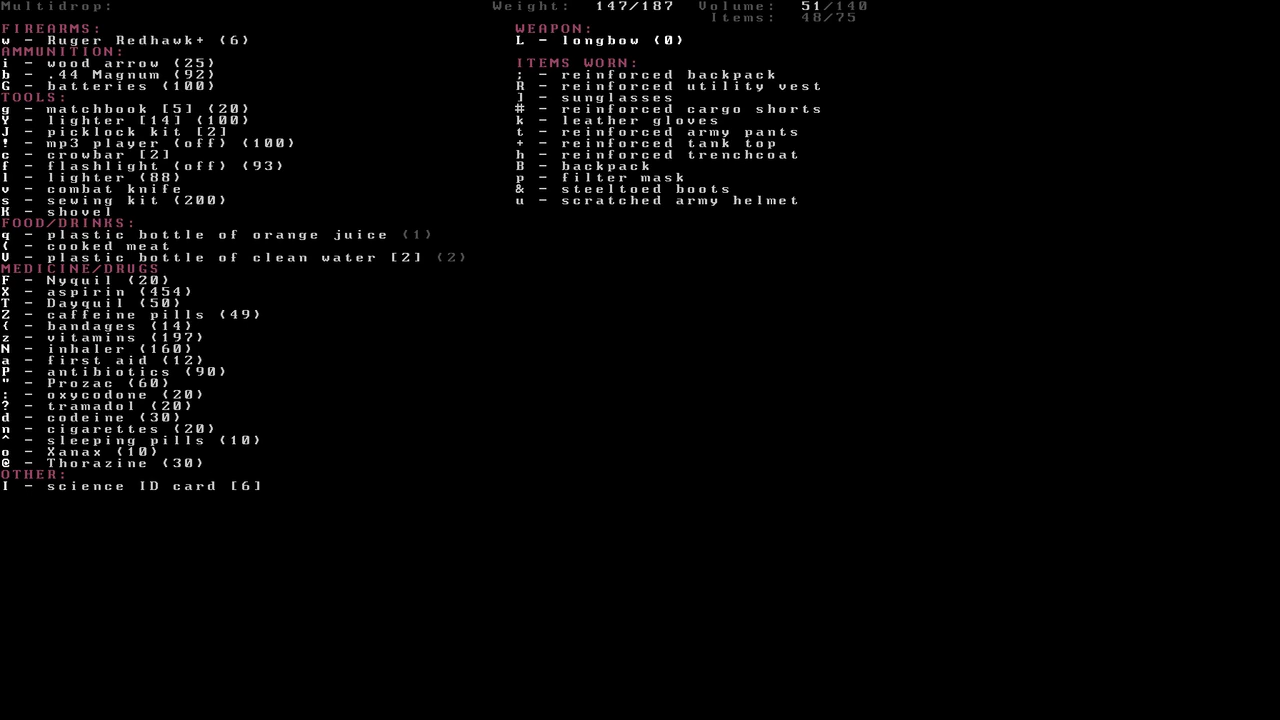 Multidrop: Weight: 147/187 Volume: 51/140
Items: 48/75
FIREARMS:
w - Ruger Redhawk+ (6)
AMMUNITION:
i - wood arrow (25)
b - .44 Magnum (92)
G - batteries (100)
TOOLS:
g - matchbook [5] (20)
Y - lighter [14] (100)
J - picklock kit [2]
! - mp3 player (off) (100)
c - crowbar [2]
f - flashlight (off) (93)
l - lighter (88)
v - combat knife
s - sewing kit (200)
K - shovel
FOOD/DRINKS:
q - plastic bottle of orange juice (1)
( - cooked meat
V - plastic bottle of clean water [2] (2)
MEDICINE/DRUGS
F - Nyquil (20)
X - aspirin (454)
T - Dayquil (50)
Z - caffeine pills (49)
{ - bandages (14)
z - vitamins (197)
N - inhaler (160)
a - first aid (12)
P - antibiotics (90)
" - Prozac (60)
: - oxycodone (20)
? - tramadol (20)
d - codeine (30)
n - cigarettes (20)
^ - sleeping pills (10)
o - Xanax (10)
@ - Thorazine (30)
OTHER:
I - science ID card [6]
WEAPON:
L - longbow (0)
ITEMS WORN:
; - reinforced backpack
R - reinforced utility vest
] - sunglasses
# - reinforced cargo shorts
k - leather gloves
t - reinforced army pants
+ - reinforced tank top
h - reinforced trenchcoat
B - backpack
p - filter mask
& - steeltoed boots
u - scratched army helmet